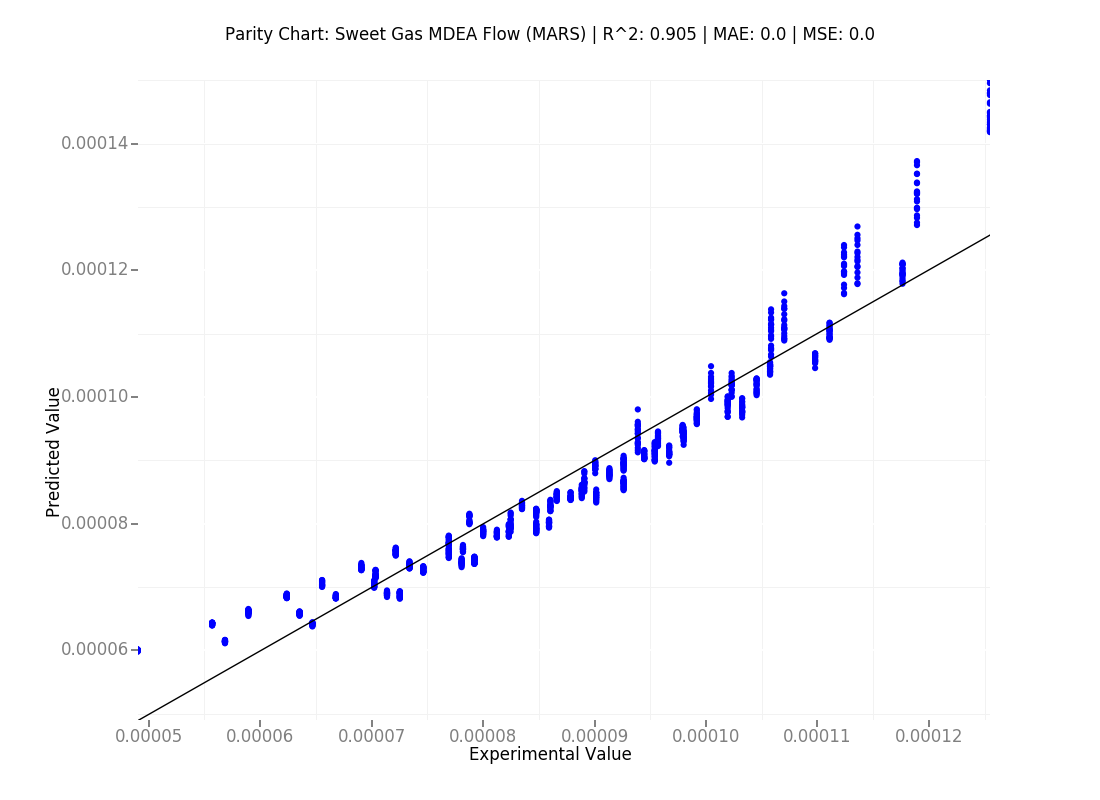 Parity Chart: Sweet Gas MDEA Flow (MARS) | R^2: 0.905 | MAE: 0.0 | MSE: 0.0
0.00014
0.00012
0.00010
0.00008
0.00006
Predicted Value
0.00005 0.00006 0.00007 0.00008 0.00009 0.00010 0.00011 0.00012
Experimental Value